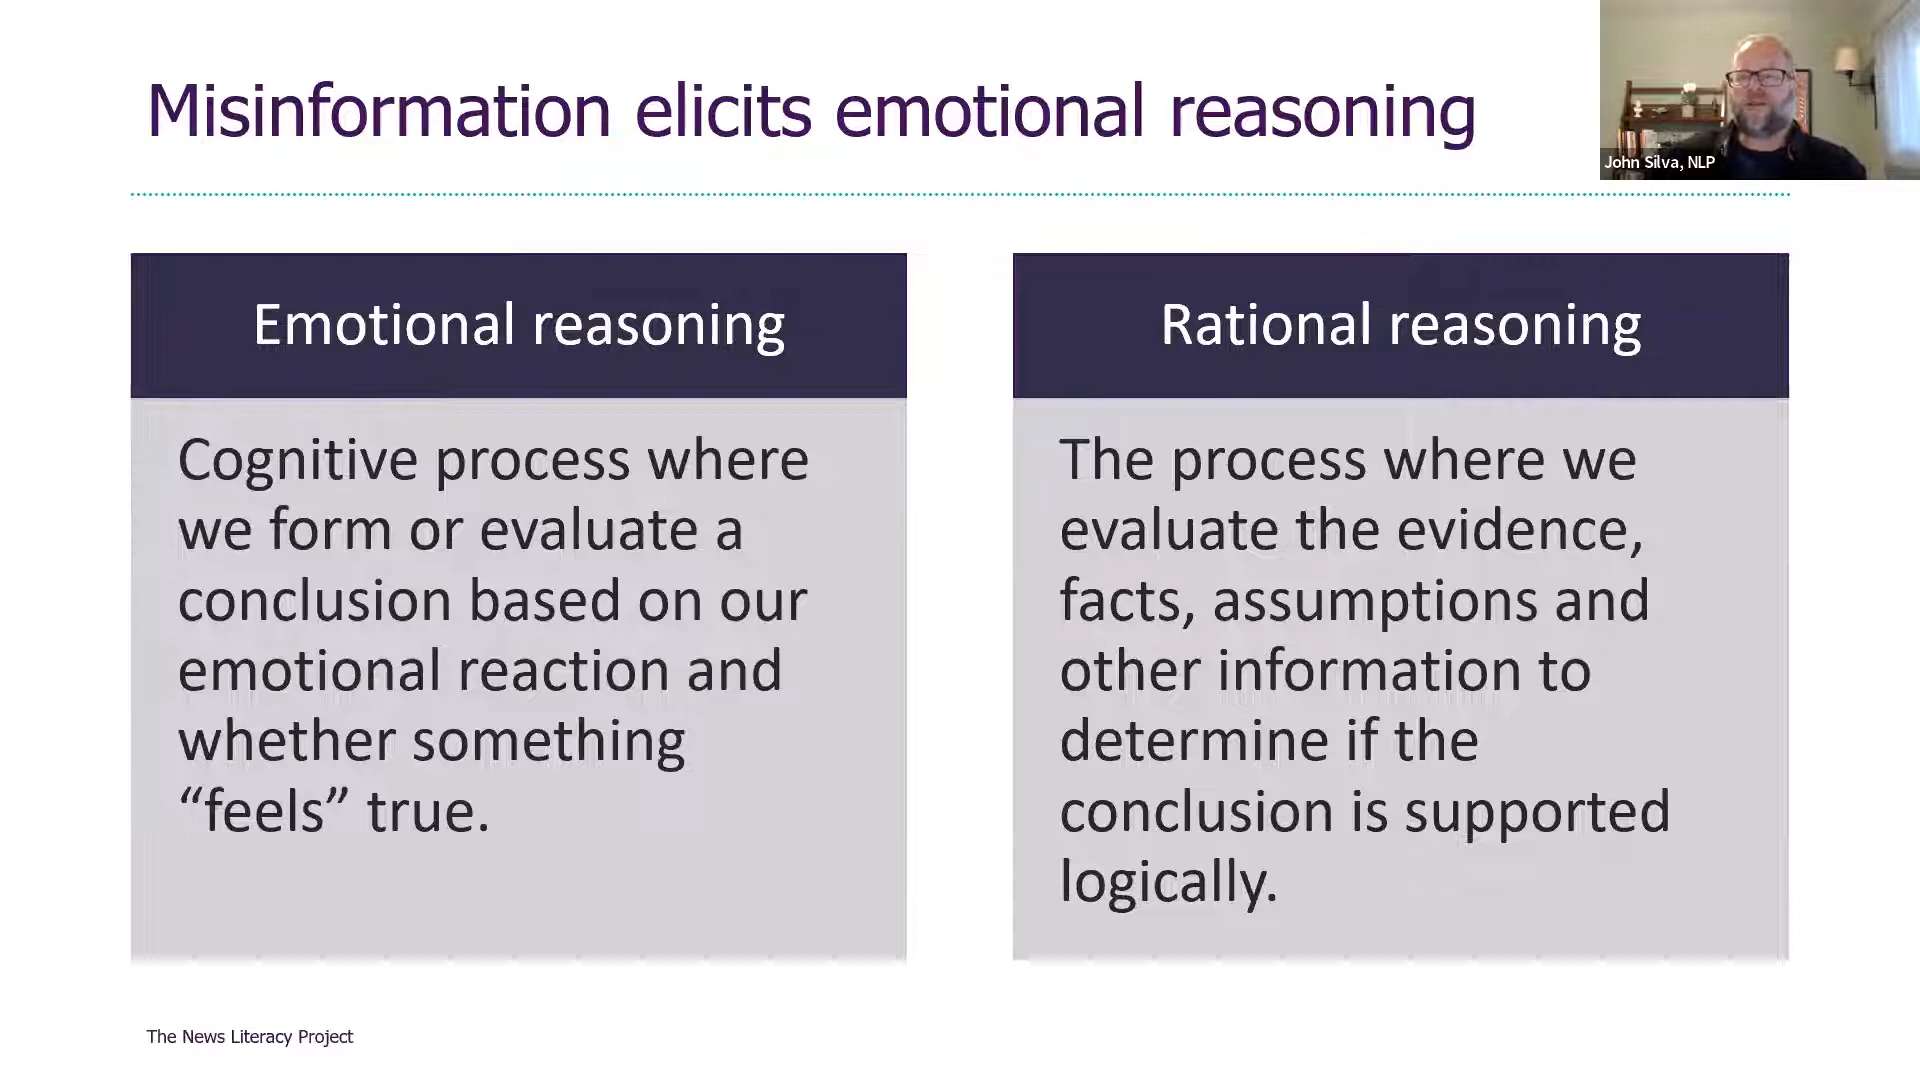 Misinformation elicits emotional reasoning
John Silva, NLP
Emotional reasoning
Cognitive process where
we form or evaluate a
conclusion based on our
emotional reaction and
whether something
“feels” true.
Rational reasoning
The process where we
evaluate the evidence,
facts, assumptions and
other information to
determine if the
conclusion is supported
logically.
The News Literacy Project